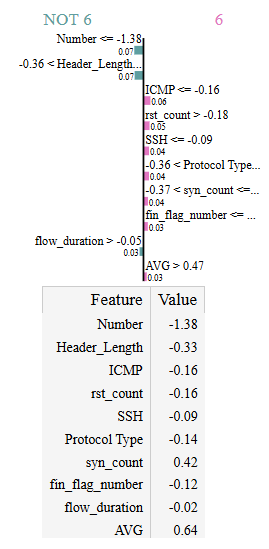 NOT 6 6
Number <= -1.38
0.07
-0.36 < Header_Length...
0.07
ICMP <= -0.16
0.06
rst_count > -0.18
0.05
SSH <= -0.09
0.04
-0.36 < Protocol Type...
0.04
-0.37 < syn_count <=...
0.04
fin_flag_number <= ...
0.03
flow_duration > -0.05
0.03
AVG > 0.47
0.03
Feature Value
Number -1.38
Header_Length -0.33
ICMP -0.16
rst_count -0.16
SSH -0.09
Protocol Type -0.14
syn_count 0.42
fin_flag_number -0.12
flow_duration -0.02
AVG 0.64